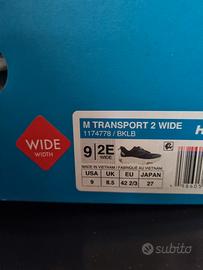 M TRANSPORT 2 WIDE
1174778 / BKLB
WIDE
WIDTH
9 2E
WIDE
MADE IN VIETNAM / FABRIQUÉ AU VIETNAM
USA UK EU JAPAN
9 8.5 42 2/3 27
subito